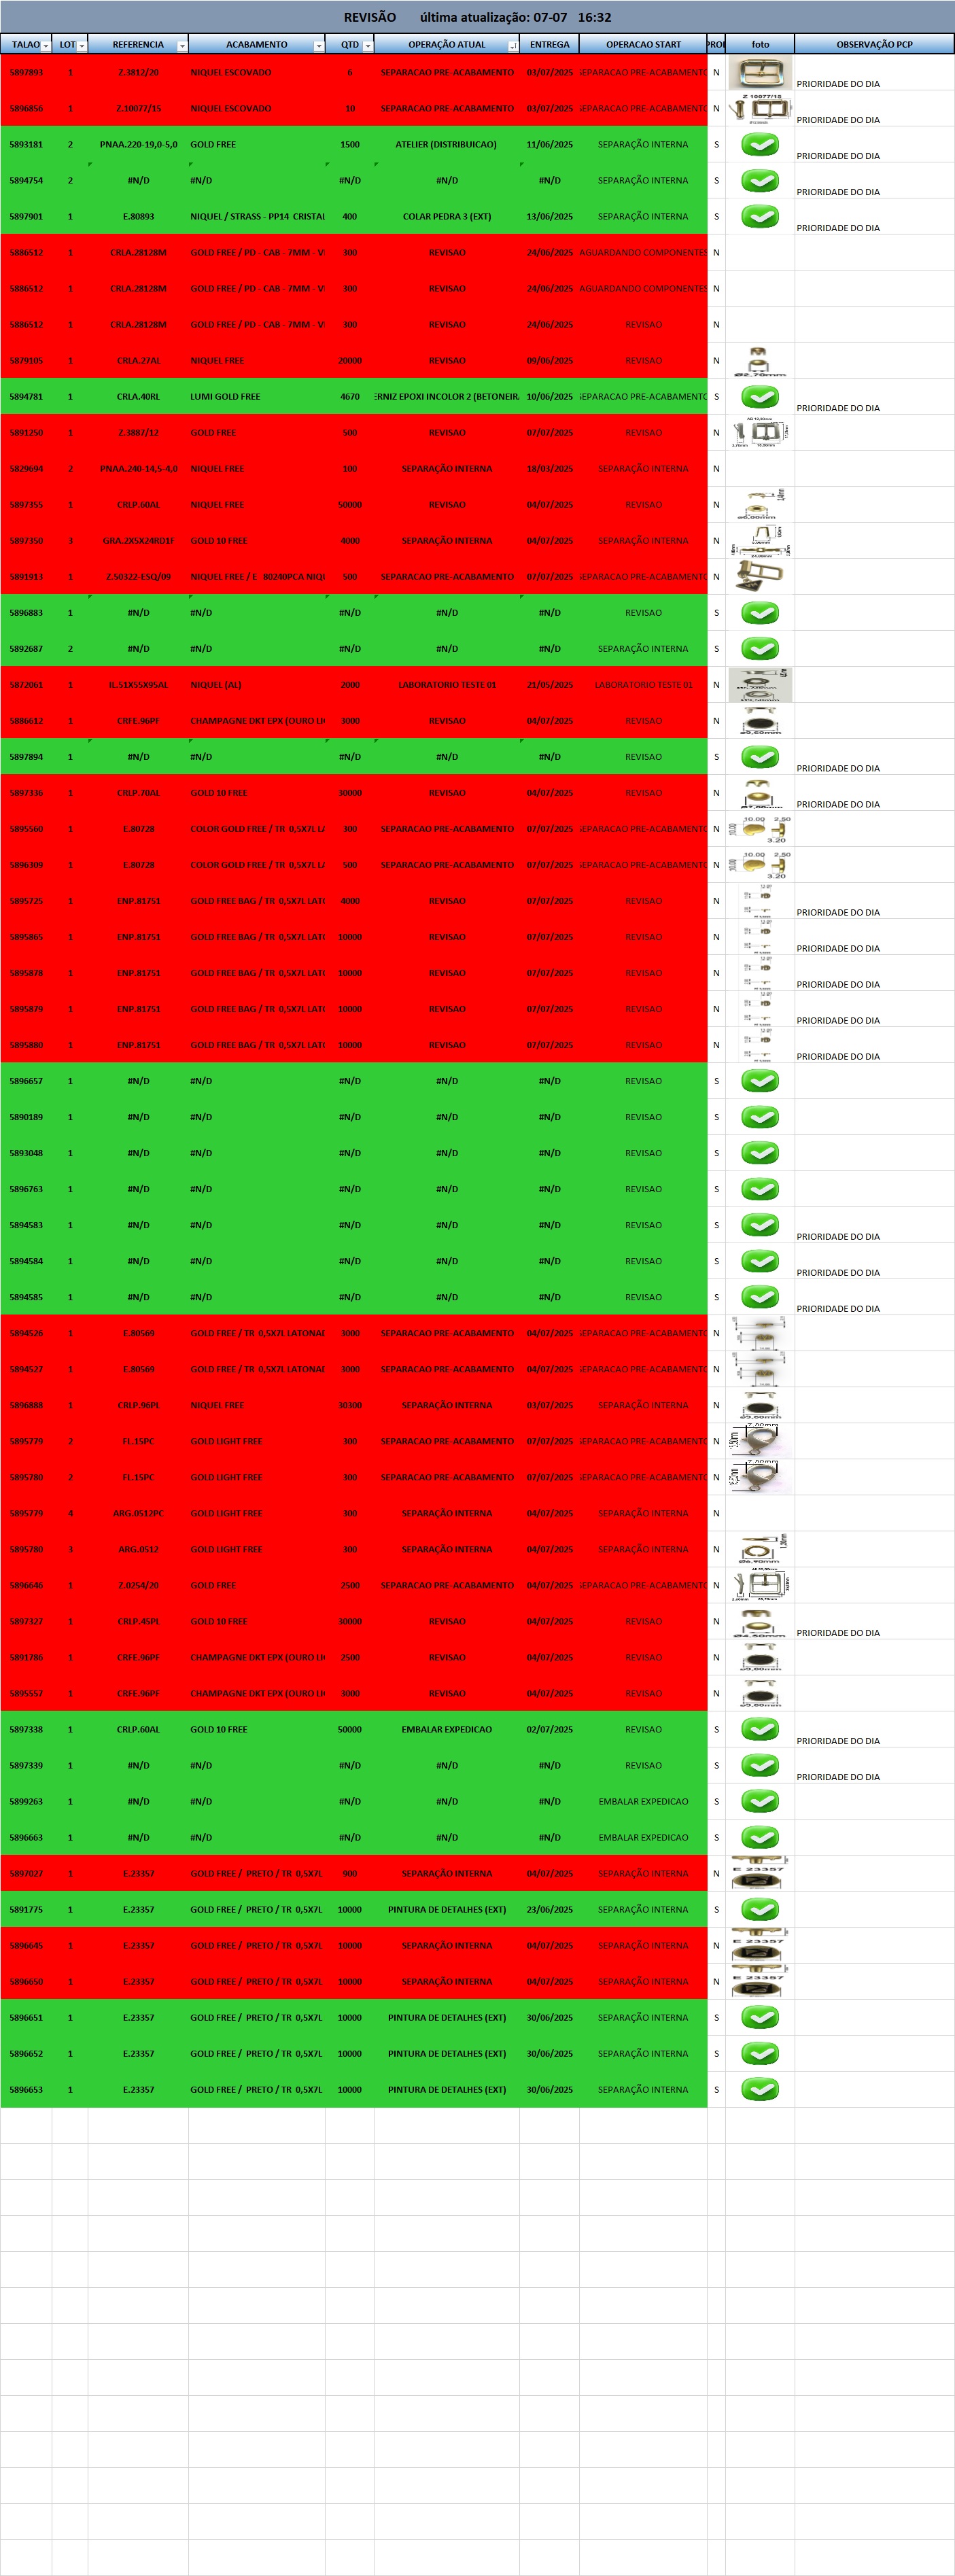 REVISÃO última atualização: 07-07 16:32
TALAO LOT REFERENCIA ACABAMENTO QTD OPERAÇÃO ATUAL ENTREGA OPERACAO START foto OBSERVAÇÃO PCP
5897893 1 Z.3812/20 NIQUEL ESCOVADO 6 SEPARACAO PRE-ACABAMENTO 03/07/2025 SEPARACAO PRE-ACABAMENTO N PRIORIDADE DO DIA
5896856 1 Z.10077/15 NIQUEL ESCOVADO 10 SEPARACAO PRE-ACABAMENTO 03/07/2025 SEPARACAO PRE-ACABAMENTO N Z 10077/15 PRIORIDADE DO DIA
5893181 2 PNAA.220-19,0-5,0 GOLD FREE 1500 ATELIER (DISTRIBUICAO) 11/06/2025 SEPARAÇÃO INTERNA S PRIORIDADE DO DIA
5894754 2 #N/D #N/D #N/D #N/D #N/D SEPARAÇÃO INTERNA S PRIORIDADE DO DIA
5897901 1 E.80893 NIQUEL / STRASS - PP14 CRISTAL 400 COLAR PEDRA 3 (EXT) 13/06/2025 SEPARAÇÃO INTERNA S PRIORIDADE DO DIA
5886512 1 CRLA.28128M GOLD FREE / PD - CAB - 7MM - V 300 REVISAO 24/06/2025 AGUARDANDO COMPONENTES N
5886512 1 CRLA.28128M GOLD FREE / PD - CAB - 7MM - V 300 REVISAO 24/06/2025 AGUARDANDO COMPONENTES N
5886512 1 CRLA.28128M GOLD FREE / PD - CAB - 7MM - V 300 REVISAO 24/06/2025 REVISAO N
5879105 1 CRLA.27AL NIQUEL FREE 20000 REVISAO 09/06/2025 REVISAO N Ø2,70mm
5894781 1 CRLA.40RL LUMI GOLD FREE 4670 ERNIZ EPOXI INCOLOR 2 (BETONEIRA 10/06/2025 SEPARACAO PRE-ACABAMENTO S PRIORIDADE DO DIA
5891250 1 Z.3887/12 GOLD FREE 500 REVISAO 07/07/2025 REVISAO N
5829694 2 PNAA.240-14,5-4,0 NIQUEL FREE 100 SEPARAÇÃO INTERNA 18/03/2025 SEPARAÇÃO INTERNA N
5897355 1 CRLP.60AL NIQUEL FREE 50000 REVISAO 04/07/2025 REVISAO N
5897350 3 GRA.2X5X24RD1F GOLD 10 FREE 4000 SEPARAÇÃO INTERNA 04/07/2025 SEPARAÇÃO INTERNA N
5891913 1 Z.50322-ESQ/09 NIQUEL FREE / E 80240PCA NIQU 500 SEPARACAO PRE-ACABAMENTO 07/07/2025 SEPARACAO PRE-ACABAMENTO N
5896883 1 #N/D #N/D #N/D #N/D #N/D REVISAO S
5892687 2 #N/D #N/D #N/D #N/D #N/D SEPARAÇÃO INTERNA S
5872061 1 IL.51X55X95AL NIQUEL (AL) 2000 LABORATORIO TESTE 01 21/05/2025 LABORATORIO TESTE 01 N
5886612 1 CRFE.96PF CHAMPAGNE DKT EPX (OURO LI 3000 REVISAO 04/07/2025 REVISAO N Ø9,60mm
5897894 1 #N/D #N/D #N/D #N/D #N/D REVISAO S PRIORIDADE DO DIA
5897336 1 CRLP.70AL GOLD 10 FREE 30000 REVISAO 04/07/2025 REVISAO N Ø7,00mm PRIORIDADE DO DIA
5895560 1 E.80728 COLOR GOLD FREE / TR 0,5X7L LA 300 SEPARACAO PRE-ACABAMENTO 07/07/2025 SEPARACAO PRE-ACABAMENTO N 10.00 10.00 2.50 3.20
5896309 1 E.80728 COLOR GOLD FREE / TR 0,5X7L LA 500 SEPARACAO PRE-ACABAMENTO 07/07/2025 SEPARACAO PRE-ACABAMENTO N 10.00 10.00 2.50 3.20
5895725 1 ENP.81751 GOLD FREE BAG / TR 0,5X7L LATO 4000 REVISAO 07/07/2025 REVISAO N PRIORIDADE DO DIA
5895865 1 ENP.81751 GOLD FREE BAG / TR 0,5X7L LATO 10000 REVISAO 07/07/2025 REVISAO N PRIORIDADE DO DIA
5895878 1 ENP.81751 GOLD FREE BAG / TR 0,5X7L LATO 10000 REVISAO 07/07/2025 REVISAO N PRIORIDADE DO DIA
5895879 1 ENP.81751 GOLD FREE BAG / TR 0,5X7L LATO 10000 REVISAO 07/07/2025 REVISAO N PRIORIDADE DO DIA
5895880 1 ENP.81751 GOLD FREE BAG / TR 0,5X7L LATO 10000 REVISAO 07/07/2025 REVISAO N PRIORIDADE DO DIA
5896657 1 #N/D #N/D #N/D #N/D #N/D REVISAO S
5890189 1 #N/D #N/D #N/D #N/D #N/D REVISAO S
5893048 1 #N/D #N/D #N/D #N/D #N/D REVISAO S
5896763 1 #N/D #N/D #N/D #N/D #N/D REVISAO S
5894583 1 #N/D #N/D #N/D #N/D #N/D REVISAO S PRIORIDADE DO DIA
5894584 1 #N/D #N/D #N/D #N/D #N/D REVISAO S PRIORIDADE DO DIA
5894585 1 #N/D #N/D #N/D #N/D #N/D REVISAO S PRIORIDADE DO DIA
5894526 1 E.80569 GOLD FREE / TR 0,5X7L LATONAD 3000 SEPARACAO PRE-ACABAMENTO 04/07/2025 SEPARACAO PRE-ACABAMENTO N
5894527 1 E.80569 GOLD FREE / TR 0,5X7L LATONAD 3000 SEPARACAO PRE-ACABAMENTO 04/07/2025 SEPARACAO PRE-ACABAMENTO N
5896888 1 CRLP.96PL NIQUEL FREE 30300 SEPARAÇÃO INTERNA 03/07/2025 SEPARAÇÃO INTERNA N Ø9,60mm
5895779 2 FL.15PC GOLD LIGHT FREE 300 SEPARACAO PRE-ACABAMENTO 07/07/2025 SEPARACAO PRE-ACABAMENTO N 7.00mm
5895780 2 FL.15PC GOLD LIGHT FREE 300 SEPARACAO PRE-ACABAMENTO 07/07/2025 SEPARACAO PRE-ACABAMENTO N 7.00mm
5895779 4 ARG.0512PC GOLD LIGHT FREE 300 SEPARAÇÃO INTERNA 04/07/2025 SEPARAÇÃO INTERNA N
5895780 3 ARG.0512 GOLD LIGHT FREE 300 SEPARAÇÃO INTERNA 04/07/2025 SEPARAÇÃO INTERNA N Ø6,90mm
5896646 1 Z.0254/20 GOLD FREE 2500 SEPARACAO PRE-ACABAMENTO 04/07/2025 SEPARACAO PRE-ACABAMENTO N
5897327 1 CRLP.45PL GOLD 10 FREE 30000 REVISAO 04/07/2025 REVISAO N Ø4,50mm PRIORIDADE DO DIA
5891786 1 CRFE.96PF CHAMPAGNE DKT EPX (OURO LI 2500 REVISAO 04/07/2025 REVISAO N Ø9,60mm
5895557 1 CRFE.96PF CHAMPAGNE DKT EPX (OURO LI 3000 REVISAO 04/07/2025 REVISAO N Ø9,60mm
5897338 1 CRLP.60AL GOLD 10 FREE 50000 EMBALAR EXPEDICAO 02/07/2025 REVISAO S PRIORIDADE DO DIA
5897339 1 #N/D #N/D #N/D #N/D #N/D REVISAO S PRIORIDADE DO DIA
5899263 1 #N/D #N/D #N/D #N/D #N/D EMBALAR EXPEDICAO S
5896663 1 #N/D #N/D #N/D #N/D #N/D EMBALAR EXPEDICAO S
5897027 1 E.23357 GOLD FREE / PRETO / TR 0,5X7L 900 SEPARAÇÃO INTERNA 04/07/2025 SEPARAÇÃO INTERNA N E 23357
5891775 1 E.23357 GOLD FREE / PRETO / TR 0,5X7L 10000 PINTURA DE DETALHES (EXT) 23/06/2025 SEPARAÇÃO INTERNA S
5896645 1 E.23357 GOLD FREE / PRETO / TR 0,5X7L 10000 SEPARAÇÃO INTERNA 04/07/2025 SEPARAÇÃO INTERNA N E 23357
5896650 1 E.23357 GOLD FREE / PRETO / TR 0,5X7L 10000 SEPARAÇÃO INTERNA 04/07/2025 SEPARAÇÃO INTERNA N E 23357
5896651 1 E.23357 GOLD FREE / PRETO / TR 0,5X7L 10000 PINTURA DE DETALHES (EXT) 30/06/2025 SEPARAÇÃO INTERNA S
5896652 1 E.23357 GOLD FREE / PRETO / TR 0,5X7L 10000 PINTURA DE DETALHES (EXT) 30/06/2025 SEPARAÇÃO INTERNA S
5896653 1 E.23357 GOLD FREE / PRETO / TR 0,5X7L 10000 PINTURA DE DETALHES (EXT) 30/06/2025 SEPARAÇÃO INTERNA S